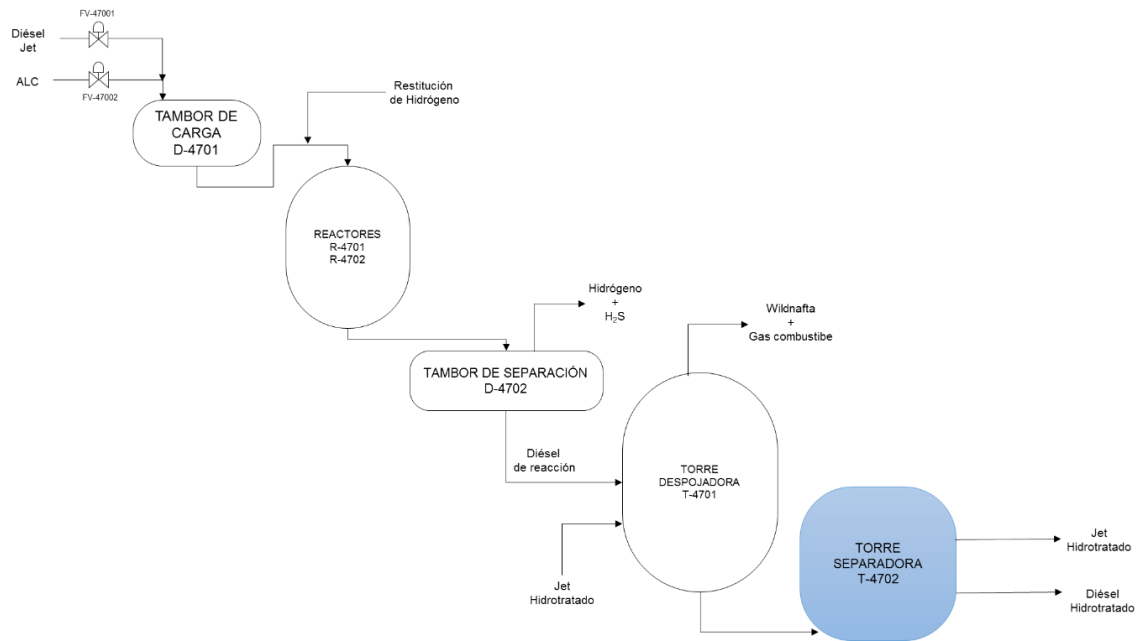 FV-47001
Diésel
Jet
ALC
FV-47002
TAMBOR DE
CARGA
D-4701
Restitución
de Hidrógeno
REACTORES
R-4701
R-4702
Hidrógeno
+
H₂S
Wildnafta
+
Gas combustibe
TAMBOR DE SEPARACIÓN
D-4702
Diésel
de reacción
TORRE
DESPOJADORA
T-4701
Jet
Hidrotratado
TORRE
SEPARADORA
T-4702
Jet
Hidrotratado
Diésel
Hidrotratado